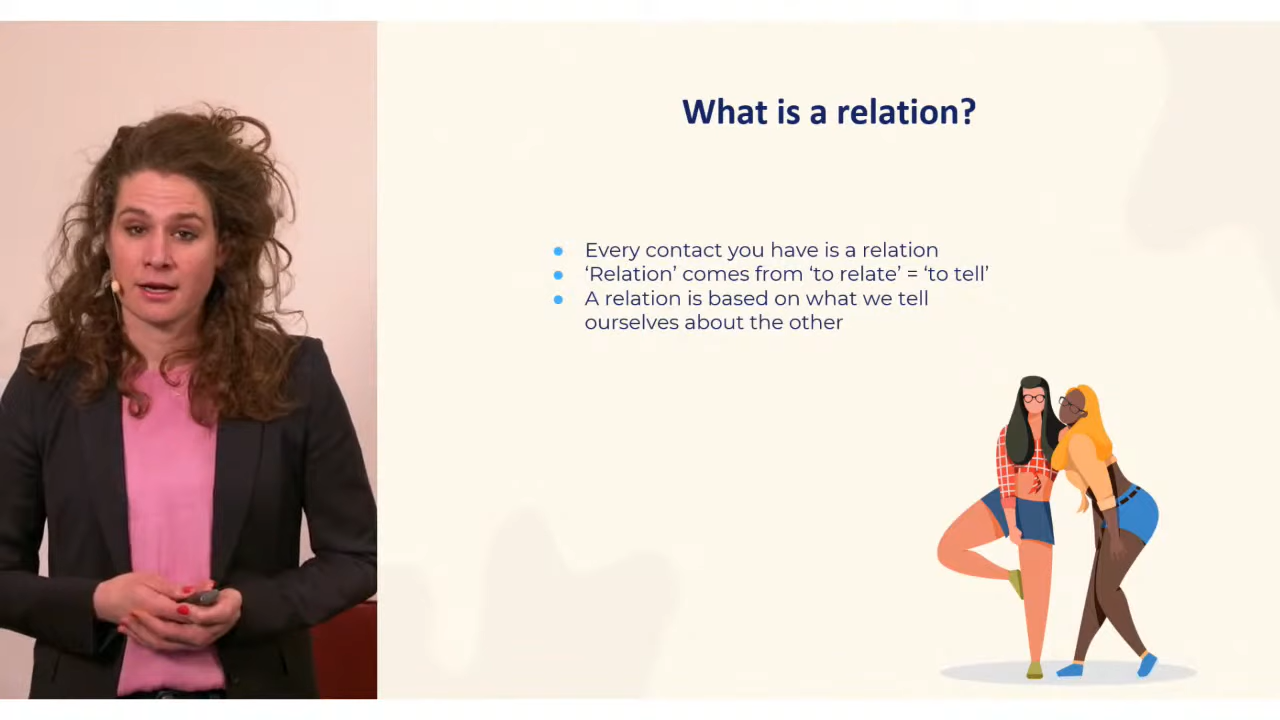 What is a relation?
● Every contact you have is a relation
● ‘Relation’ comes from ‘to relate’ = ‘to tell’
● A relation is based on what we tell
ourselves about the other